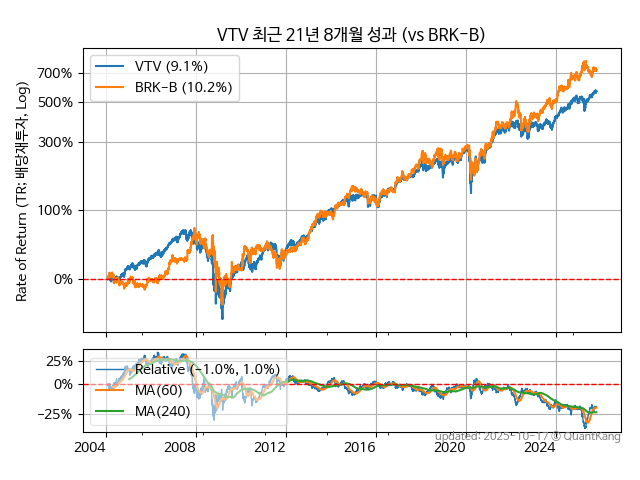 VTV 최근 21년 8개월 성과 (vs BRK-B)
Rate of Return (TR: 배당재투자, Log)
700%
500%
300%
100%
0%
VTV (9.1%)
BRK-B (10.2%)
25%
0%
−25%
Relative (−1.0%, 1.0%)
MA(60)
MA(240)
2004
2008
2012
2016
2020
2024
updated: 2025-10-17 © QuantKang